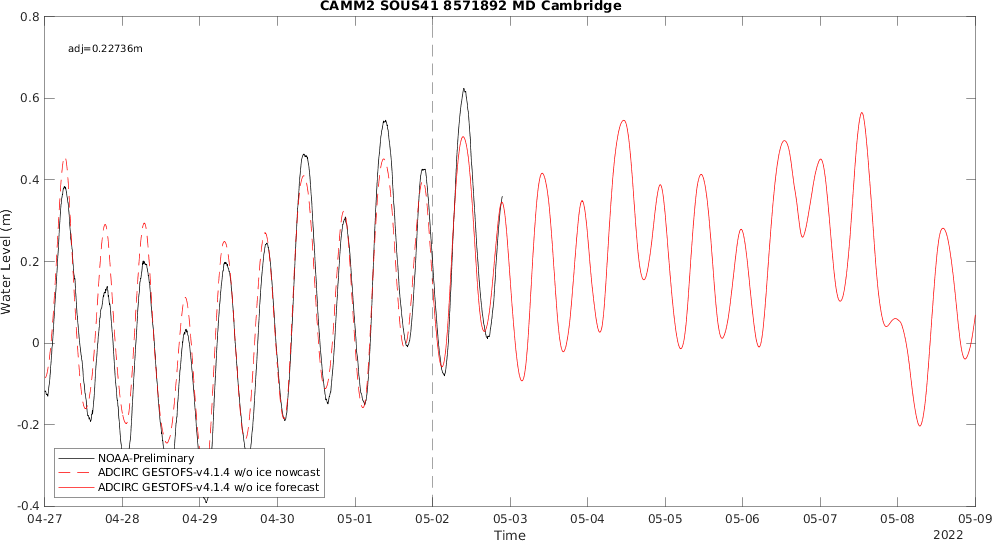 CAMM2 SOUS41 8571892 MD Cambridge
0.8
adj=0.22736m
0.6
0.4
0.2
0
-0.2
-0.4
Water Level (m)
NOAA-Preliminary
ADCIRC GESTOFS-v4.1.4 w/o ice nowcast
ADCIRC GESTOFS-v4.1.4 w/o ice forecast
04-27 04-28 04-29 04-30 05-01 05-02 05-03 05-04 05-05 05-06 05-07 05-08 05-09
Time
2022